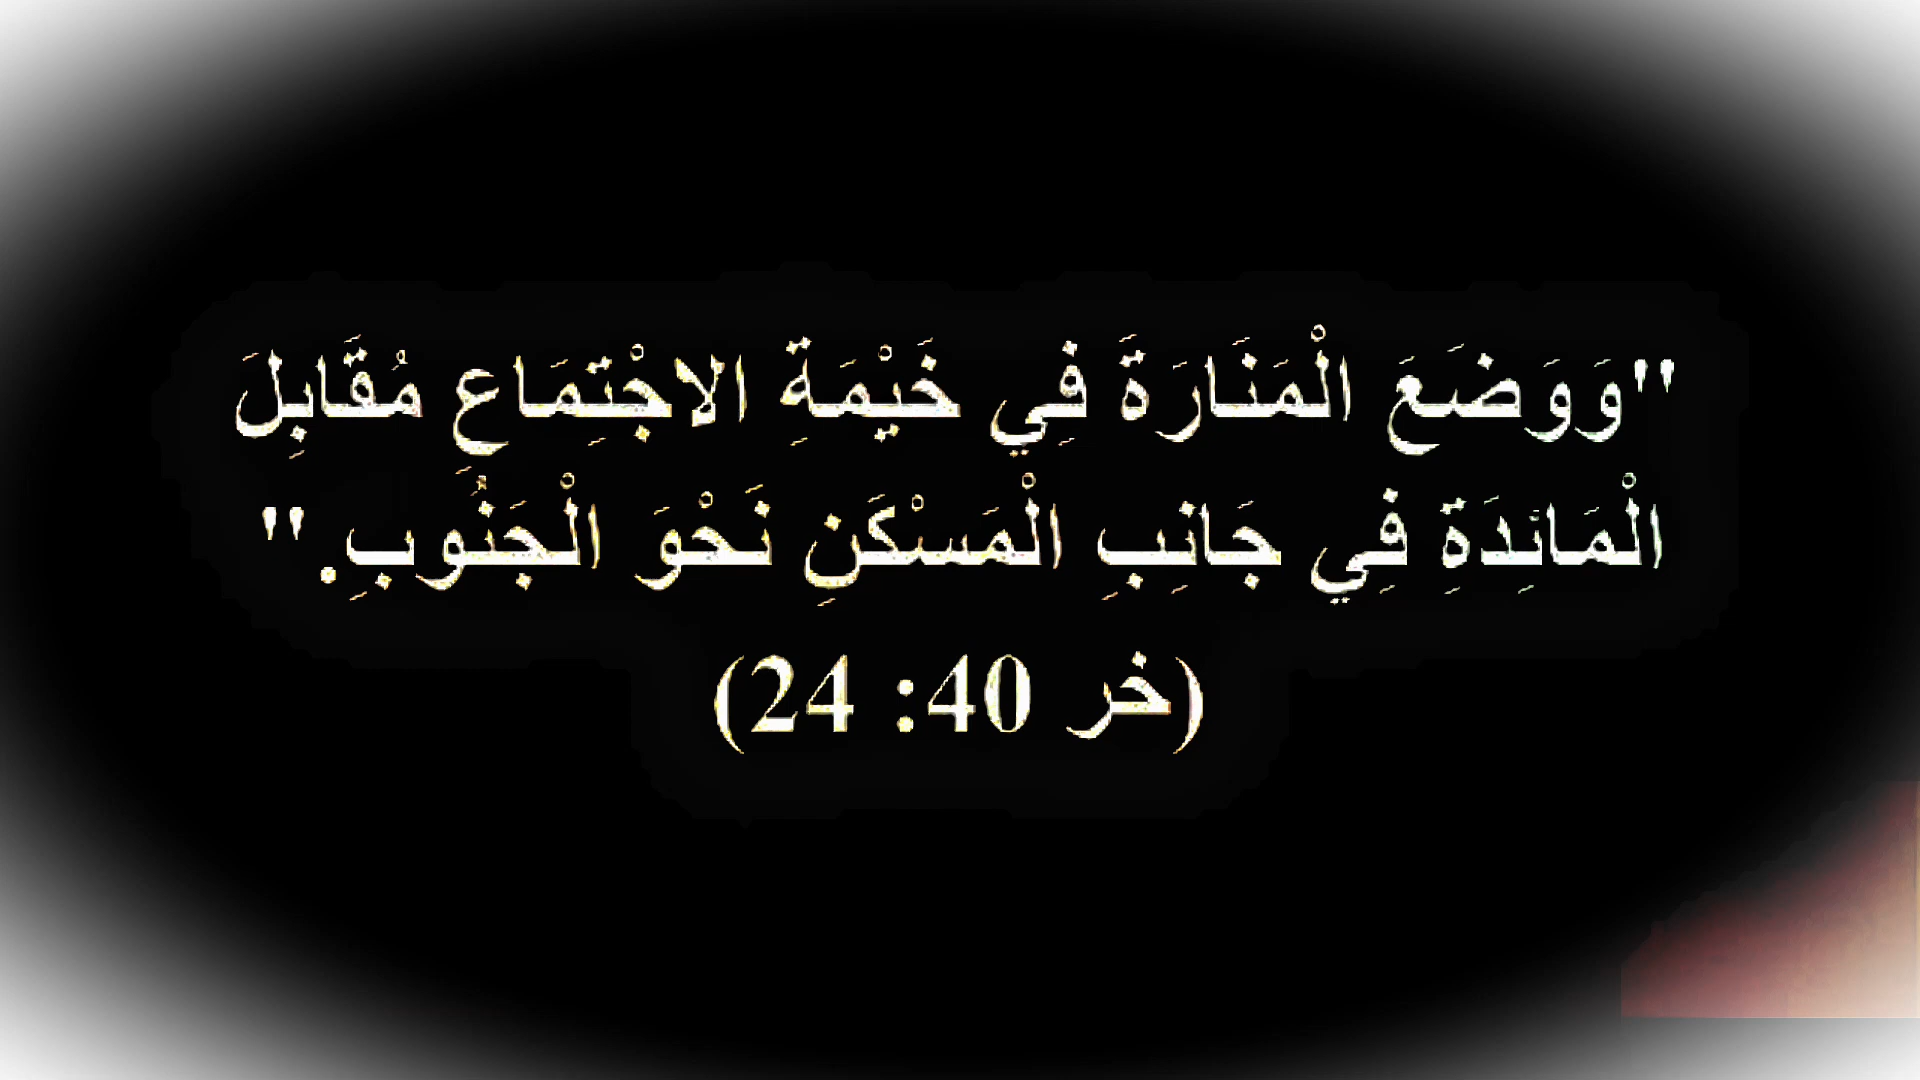 "وَوَضَعَ الْمَنَارَةَ فِي خَيْمَةِ الاجْتِمَاعِ مُقَابِلَ
الْمَائِدَةِ فِي جَانِبِ الْمَسْكَنِ نَحْوَ الْجَنُوبِ."
(خر 40: 24)